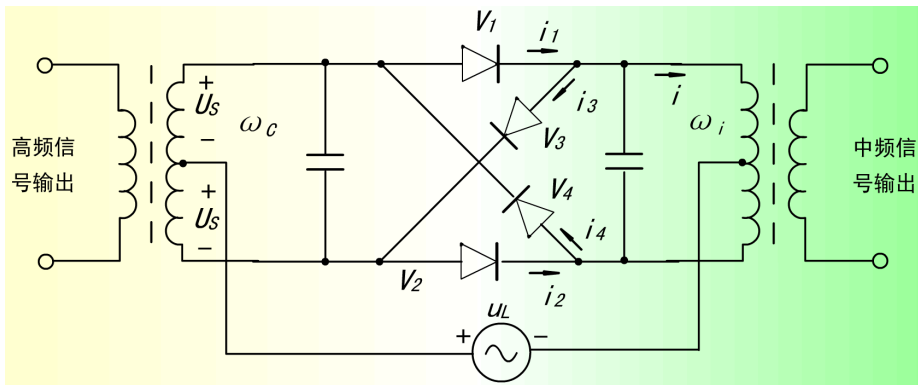 V1
i1
+
Us
−
ωc
i3
V3
i
ωi
高频信
号输出
中频信
号输出
+
Us
−
V4
i4
V2
i2
uL
+
−